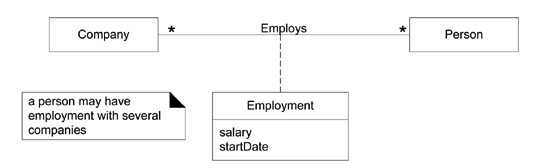 Company
*
Employs
*
Person
a person may have
employment with several
companies
Employment
salary
startDate